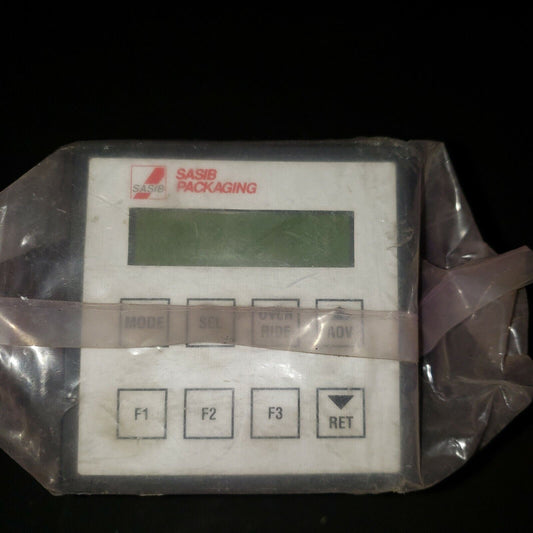 SASIB
SASIB
PACKAGING
MODE SEL OVER
RIDE ADV
F1 F2 F3 RET